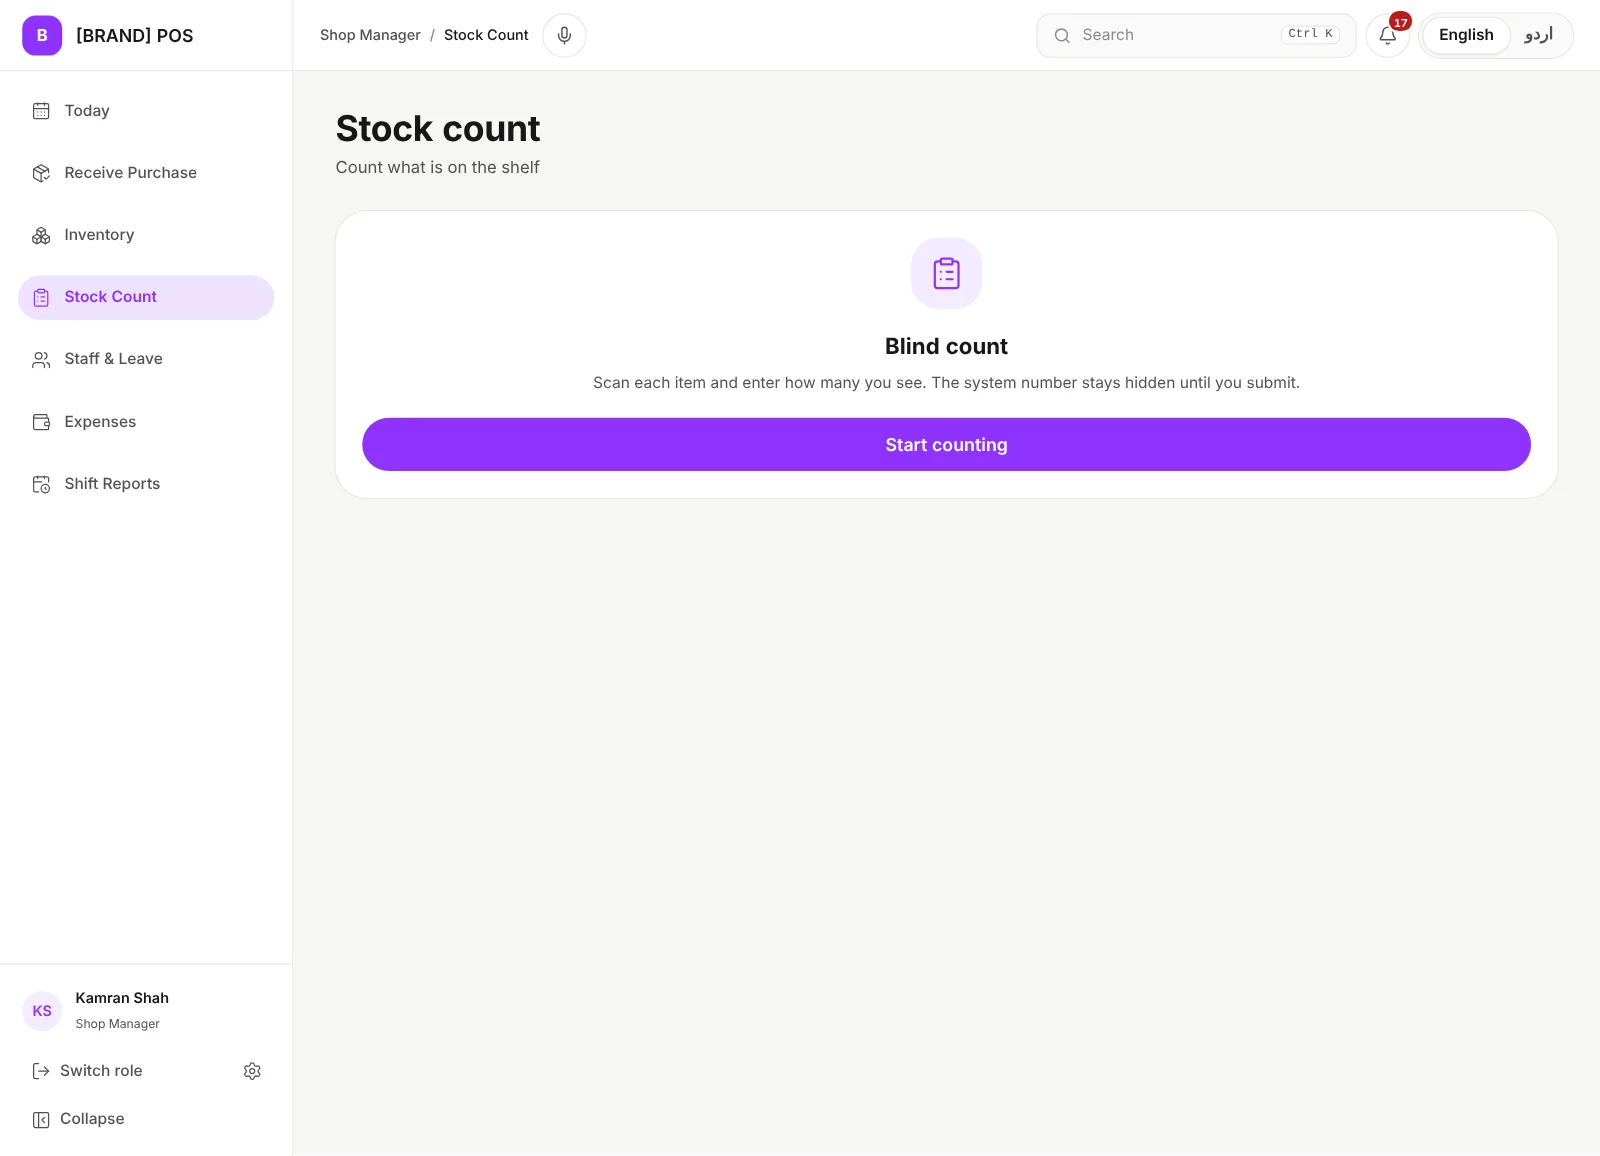 B [BRAND] POS
Shop Manager / Stock Count
Search Ctrl K
17
English اردو
Today
Receive Purchase
Inventory
Stock Count
Staff & Leave
Expenses
Shift Reports
Stock count
Count what is on the shelf
Blind count
Scan each item and enter how many you see. The system number stays hidden until you submit.
Start counting
KS
Kamran Shah
Shop Manager
Switch role
Collapse